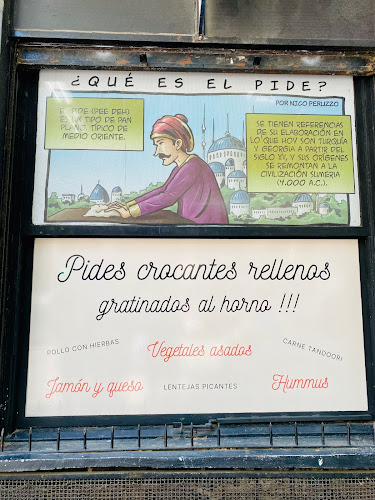 ¿QUÉ ES EL PIDE?
POR NICO PERUZZO
EL PIDE (PEE DEH)
ES UN TIPO DE PAN
PLANO, TÍPICO DE
MEDIO ORIENTE.
SE TIENEN REFERENCIAS
DE SU ELABORACIÓN EN
LO QUE HOY SON TURQUÍA
Y GEORGIA A PARTIR DEL
SIGLO XV, Y SUS ORÍGENES
SE REMONTAN A LA
CIVILIZACIÓN SUMERIA
(4.000 A.C.).
Pides crocantes rellenos
gratinados al horno !!!
POLLO CON HIERBAS
Vegetales asados
CARNE TANDOORI
Jamón y queso
LENTEJAS PICANTES
Hummus